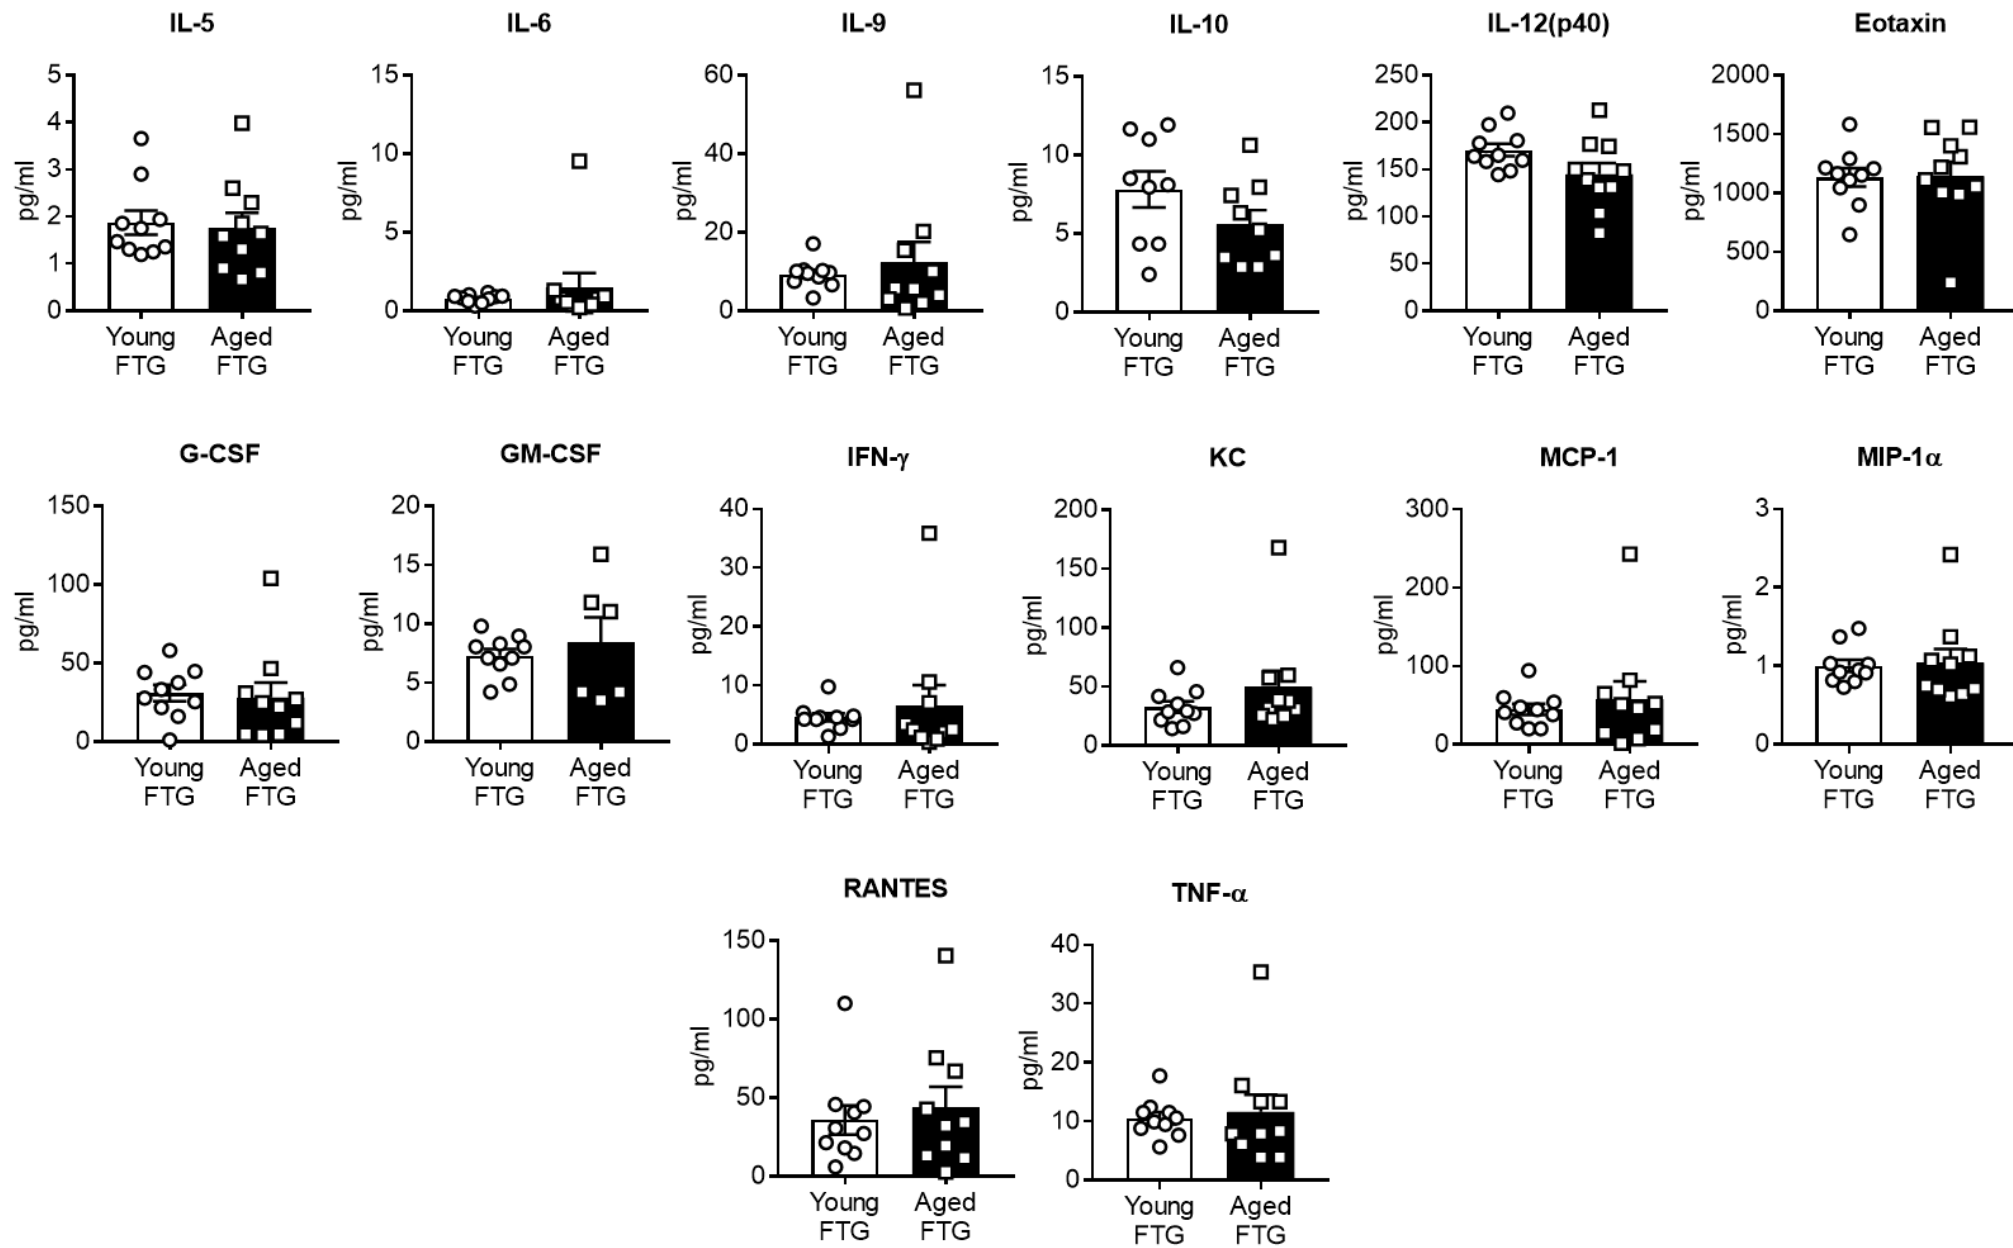 IL-5 IL-6 IL-9 IL-10 IL-12(p40) Eotaxin
5 15 60 15 250 2000
4 200
10 40 10 1500
3 150
pg/ml pg/ml pg/ml pg/ml pg/ml pg/ml
1000
2 100
5 20 5
1 50 500
0 0 0 0 0 0
Young Aged Young Aged Young Aged Young Aged Young Aged Young Aged
FTG FTG FTG FTG FTG FTG FTG FTG FTG FTG FTG FTG
G-CSF GM-CSF IFN-γ KC MCP-1 MIP-1α
150 20 40 200 300 3
15 30 150
100 200 2
pg/ml pg/ml pg/ml pg/ml pg/ml pg/ml
10 20 100
50 100 1
5 10 50
0 0 0 0 0 0
Young Aged Young Aged Young Aged Young Aged Young Aged Young Aged
FTG FTG FTG FTG FTG FTG FTG FTG FTG FTG FTG FTG
RANTES TNF-α
150 40
30
100
pg/ml pg/ml
20
50
10
0 0
Young Aged Young Aged
FTG FTG FTG FTG